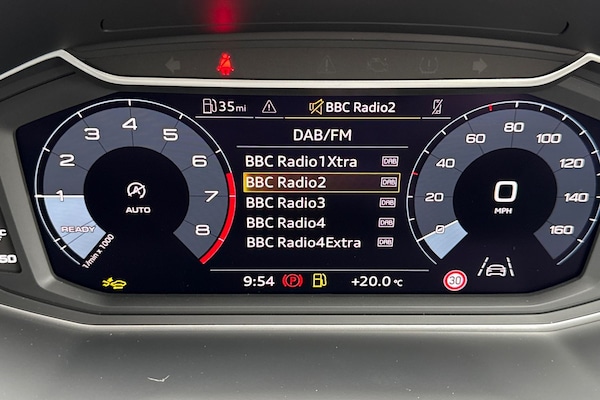 35mi BBC Radio2
DAB/FM
BBC Radio1Xtra DAB
BBC Radio2 DAB
BBC Radio3 DAB
BBC Radio4 DAB
BBC Radio4Extra DAB
1 2 3 4 5 6 7 8
A
AUTO
READY
1/min x 1000
0 20 40 60 80 100 120 140 160
0
MPH
C
50
9:54 P +20.0 °C 30